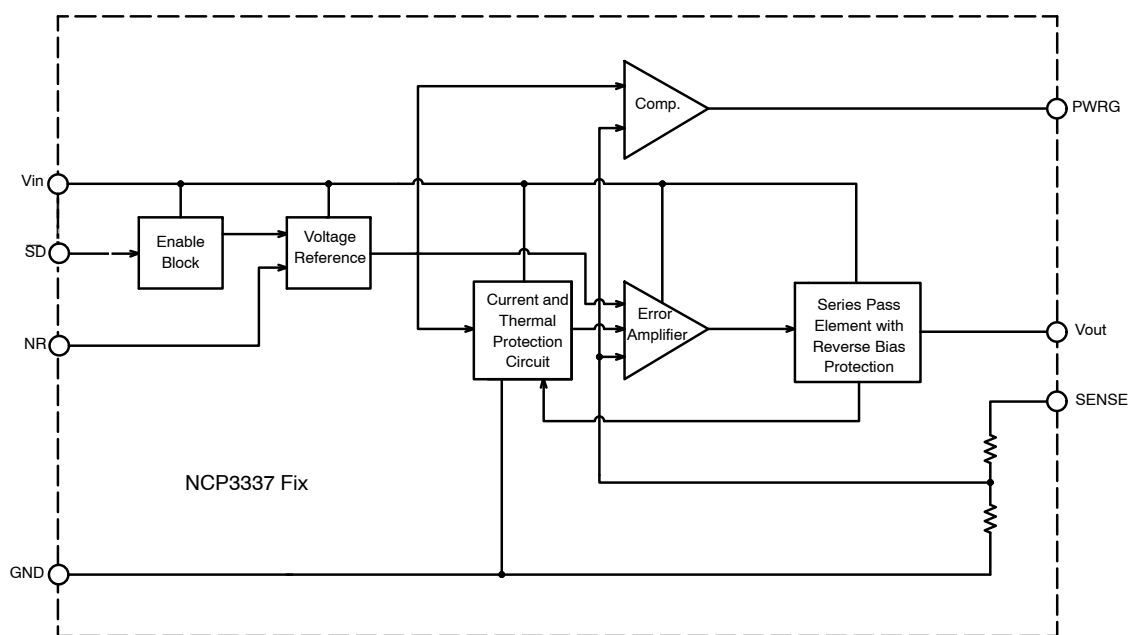 Comp.
PWRG
Vin
Enable
Block
Voltage
Reference
SD
Current and
Thermal
Protection
Circuit
Error
Amplifier
Series Pass
Element with
Reverse Bias
Protection
Vout
NR
SENSE
NCP3337 Fix
GND